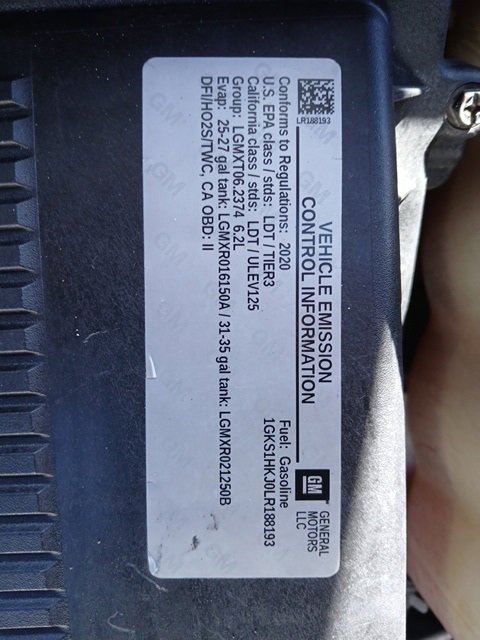 LR188193
VEHICLE EMISSION
CONTROL INFORMATION
GM
GENERAL
MOTORS
LLC
Conforms to Regulations: 2020
Fuel: Gasoline
U.S. EPA class / stds: LDT / TIER3
1GKS1HKJ0LR188193
California class / stds: LDT / ULEV125
Group: LGMXT06.2374 6.2L
Evap: 25-27 gal tank: LGMXR016150A / 31-35 gal tank: LGMXR021250B
DFI/HO2S/TWC, CA OBD: II